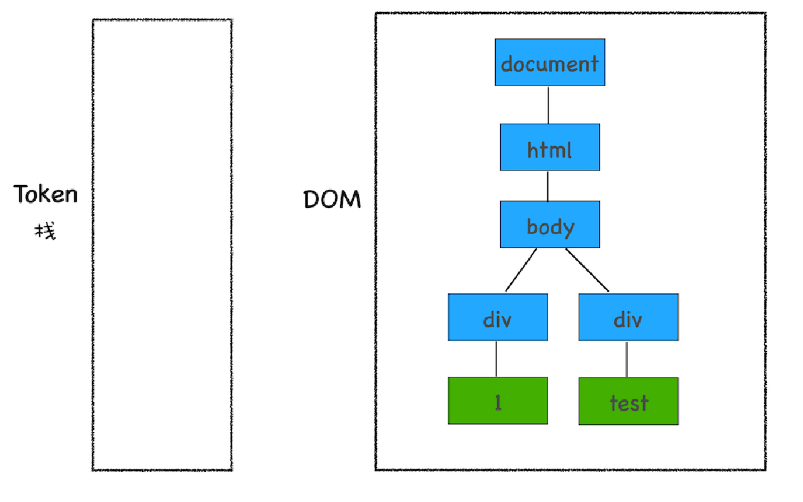 Token
栈
DOM
document
html
body
div
div
1
test